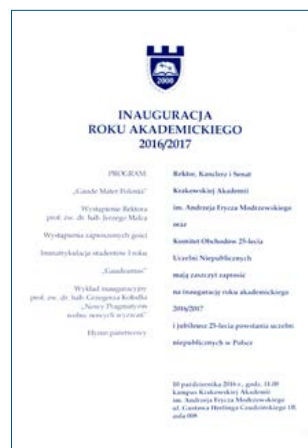 2000
INAUGURACJA
ROKU AKADEMICKIEGO
2016/2017
PROGRAM:
„Gaude Mater Polonia”
Wystąpienie Rektora
prof. zw. dr. hab. Jerzego Malca
Wystąpienia zaproszonych gości
Immatrykulacja studentów I roku
„Gaudeamus”
Wykład inauguracyjny
prof. zw. dr. hab. Grzegorza Kołodki
„Nowy Pragmatyzm
wobec nowych wyzwań”
Hymn państwowy
Rektor, Kanclerz i Senat
Krakowskiej Akademii
im. Andrzeja Frycza Modrzewskiego
oraz
Komitet Obchodów 25-lecia
Uczelni Niepublicznych
mają zaszczyt zaprosić
na inaugurację roku akademickiego
2016/2017
i jubileusz 25-lecia powstania uczelni
niepublicznych w Polsce
10 października 2016 r., godz. 11.00
kampus Krakowskiej Akademii
im. Andrzeja Frycza Modrzewskiego
ul. Gustawa Herlinga-Grudzińskiego 1B,
aula 008